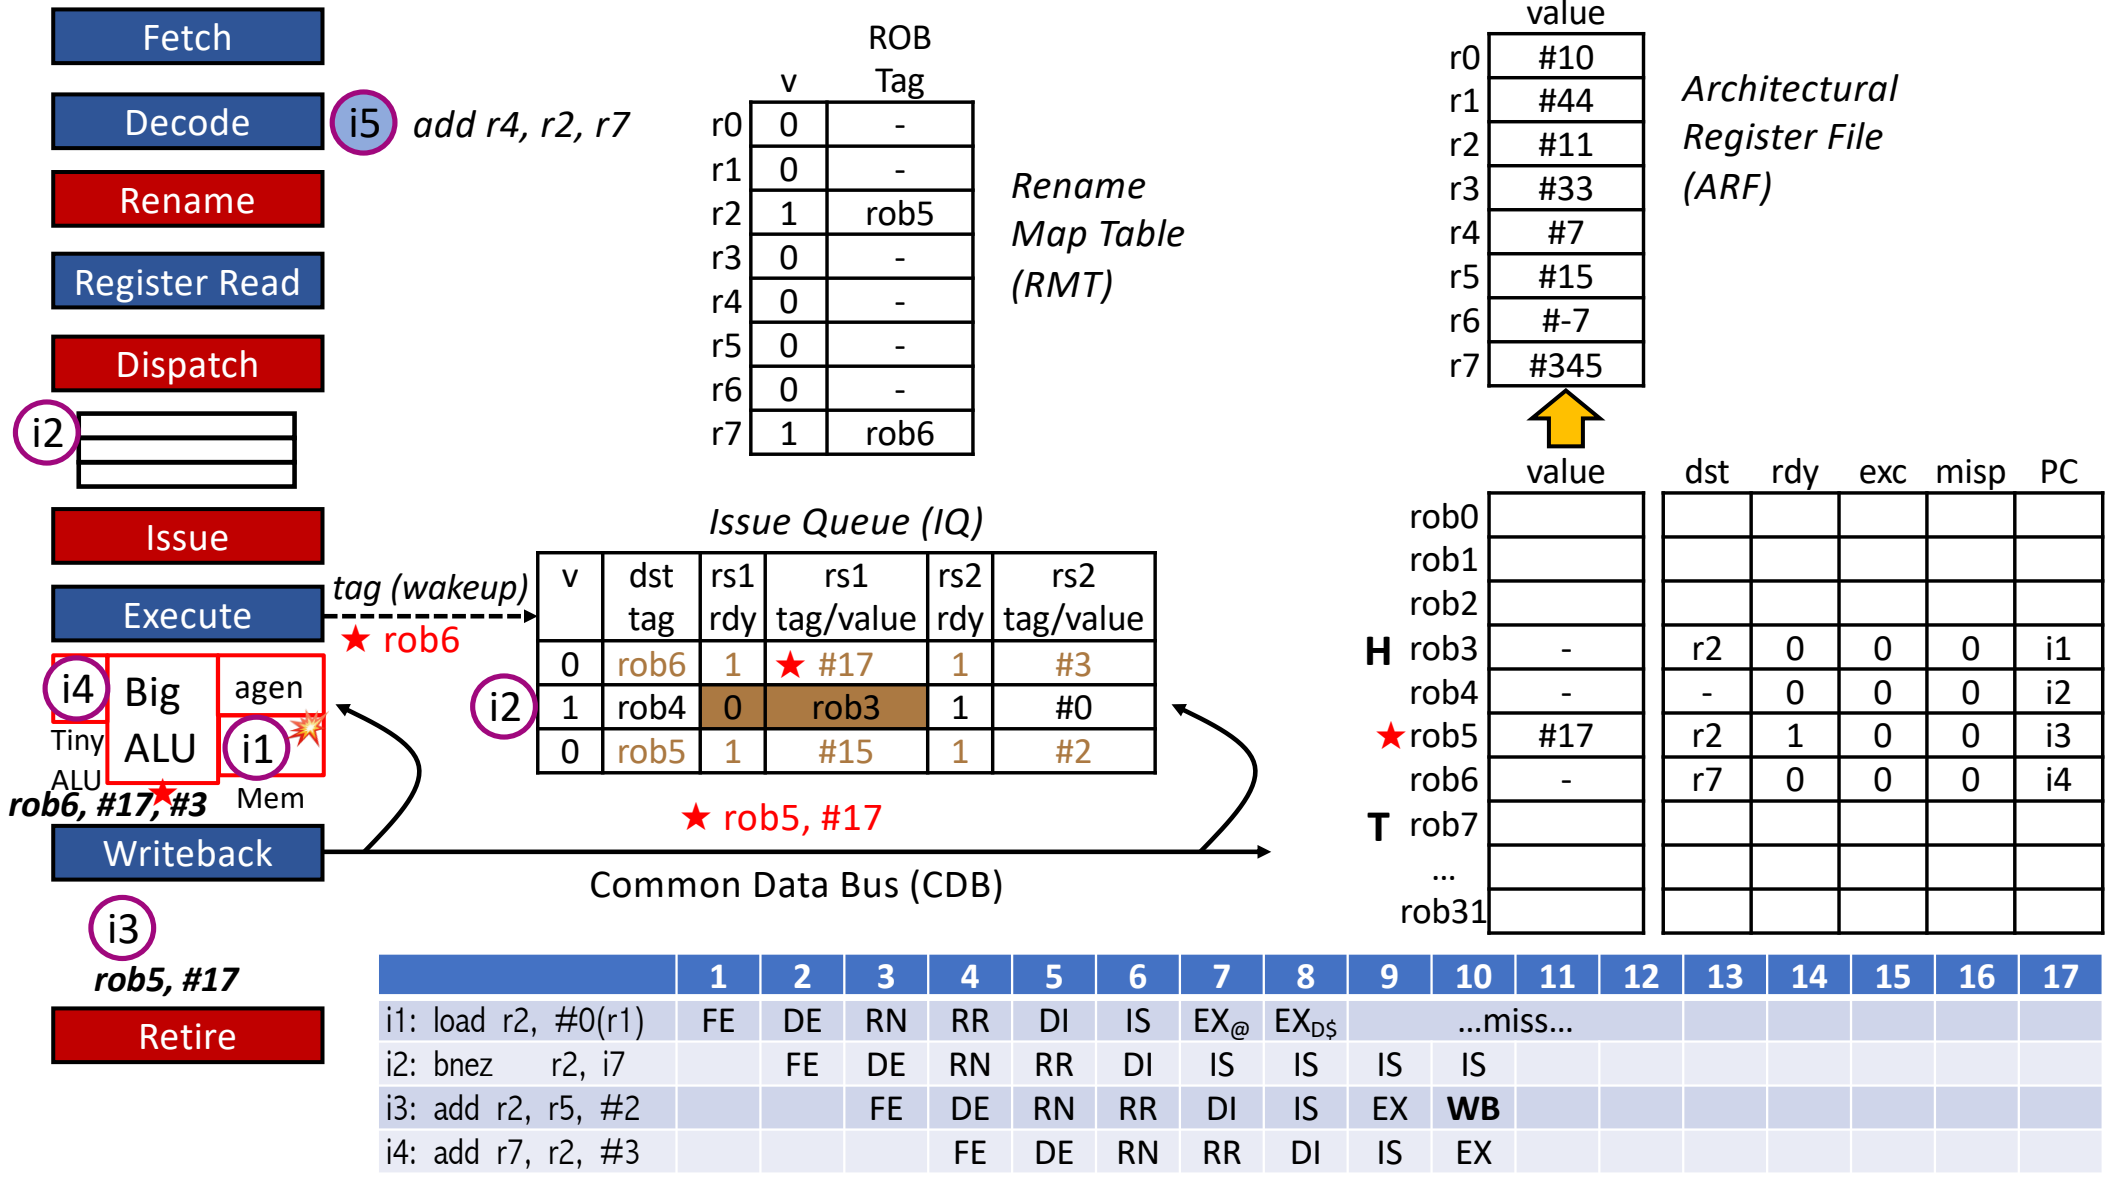 Fetch
Decode
i5
add r4, r2, r7
Rename
Register Read
Dispatch
i2
Issue
Execute
tag (wakeup)
★ rob6
i4
Big
ALU
agen
i1
Tiny
ALU
Mem
rob6, #17, #3
Writeback
i3
rob5, #17
Retire
ROB
v Tag
r0 0 -
r1 0 -
r2 1 rob5
r3 0 -
r4 0 -
r5 0 -
r6 0 -
r7 1 rob6
Rename
Map Table
(RMT)
Issue Queue (IQ)
v dst rs1 rs1 rs2 rs2
tag rdy tag/value rdy tag/value
0 rob6 1 ★ #17 1 #3
i2 1 rob4 0 rob3 1 #0
0 rob5 1 #15 1 #2
★ rob5, #17
Common Data Bus (CDB)
value
r0 #10
r1 #44
r2 #11
r3 #33
r4 #7
r5 #15
r6 #-7
r7 #345
Architectural
Register File
(ARF)
value dst rdy exc misp PC
rob0
rob1
rob2
H rob3 - r2 0 0 0 i1
rob4 - - 0 0 0 i2
★ rob5 #17 r2 1 0 0 i3
rob6 - r7 0 0 0 i4
T rob7
...
rob31
1 2 3 4 5 6 7 8 9 10 11 12 13 14 15 16 17
i1: load r2, #0(r1) FE DE RN RR DI IS EX@ EXD$ ...miss...
i2: bnez r2, i7 FE DE RN RR DI IS IS IS IS
i3: add r2, r5, #2 FE DE RN RR DI IS EX WB
i4: add r7, r2, #3 FE DE RN RR DI IS EX